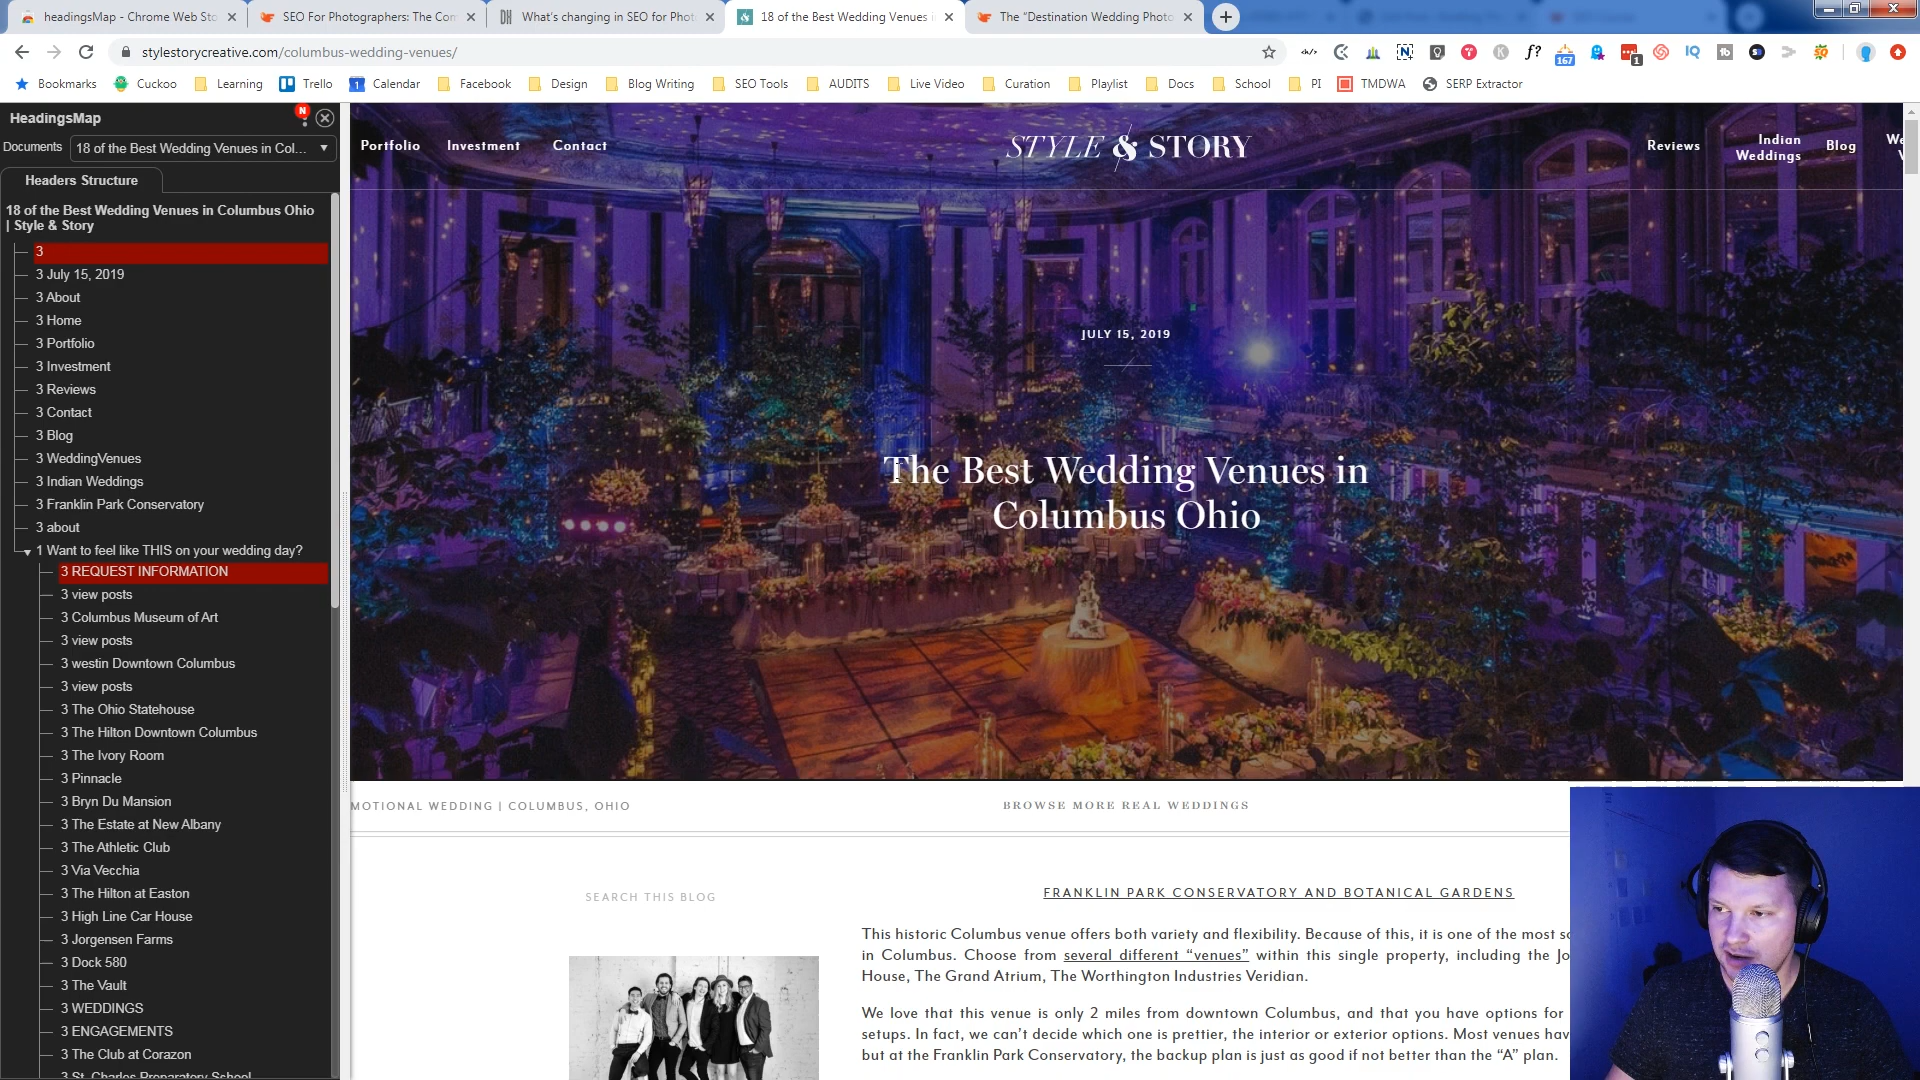 headingsMap - Chrome Web Sto
SEO For Photographers: The Com
What's changing in SEO for Phot
18 of the Best Wedding Venues i
The "Destination Wedding Photo
stylestorycreative.com/columbus-wedding-venues/
167
1
Bookmarks
Cuckoo
Learning
Trello
Calendar
Facebook
Design
Blog Writing
SEO Tools
AUDITS
Live Video
Curation
Playlist
Docs
School
PI
TMDWA
SERP Extractor
HeadingsMap
N
Documents
18 of the Best Wedding Venues in Col...
Headers Structure
18 of the Best Wedding Venues in Columbus Ohio
| Style & Story
3
3 July 15, 2019
3 About
3 Home
3 Portfolio
3 Investment
3 Reviews
3 Contact
3 Blog
3 WeddingVenues
3 Indian Weddings
3 Franklin Park Conservatory
3 about
1 Want to feel like THIS on your wedding day?
3 REQUEST INFORMATION
3 view posts
3 Columbus Museum of Art
3 view posts
3 westin Downtown Columbus
3 view posts
3 The Ohio Statehouse
3 The Hilton Downtown Columbus
3 The Ivory Room
3 Pinnacle
3 Bryn Du Mansion
3 The Estate at New Albany
3 The Athletic Club
3 Via Vecchia
3 The Hilton at Easton
3 High Line Car House
3 Jorgensen Farms
3 Dock 580
3 The Vault
3 WEDDINGS
3 ENGAGEMENTS
3 The Club at Corazon
3 St. Charles Preparatory School
Portfolio
Investment
Contact
STYLE & STORY
Reviews
Indian
Weddings
Blog
We
V
JULY 15, 2019
The Best Wedding Venues in
Columbus Ohio
MOTIONAL WEDDING | COLUMBUS, OHIO
BROWSE MORE REAL WEDDINGS
SEARCH THIS BLOG
FRANKLIN PARK CONSERVATORY AND BOTANICAL GARDENS
This historic Columbus venue offers both variety and flexibility. Because of this, it is one of the most so
in Columbus. Choose from several different "venues" within this single property, including the Jo
House, The Grand Atrium, The Worthington Industries Veridian.
We love that this venue is only 2 miles from downtown Columbus, and that you have options for
setups. In fact, we can't decide which one is prettier, the interior or exterior options. Most venues hav
but at the Franklin Park Conservatory, the backup plan is just as good if not better than the "A" plan.